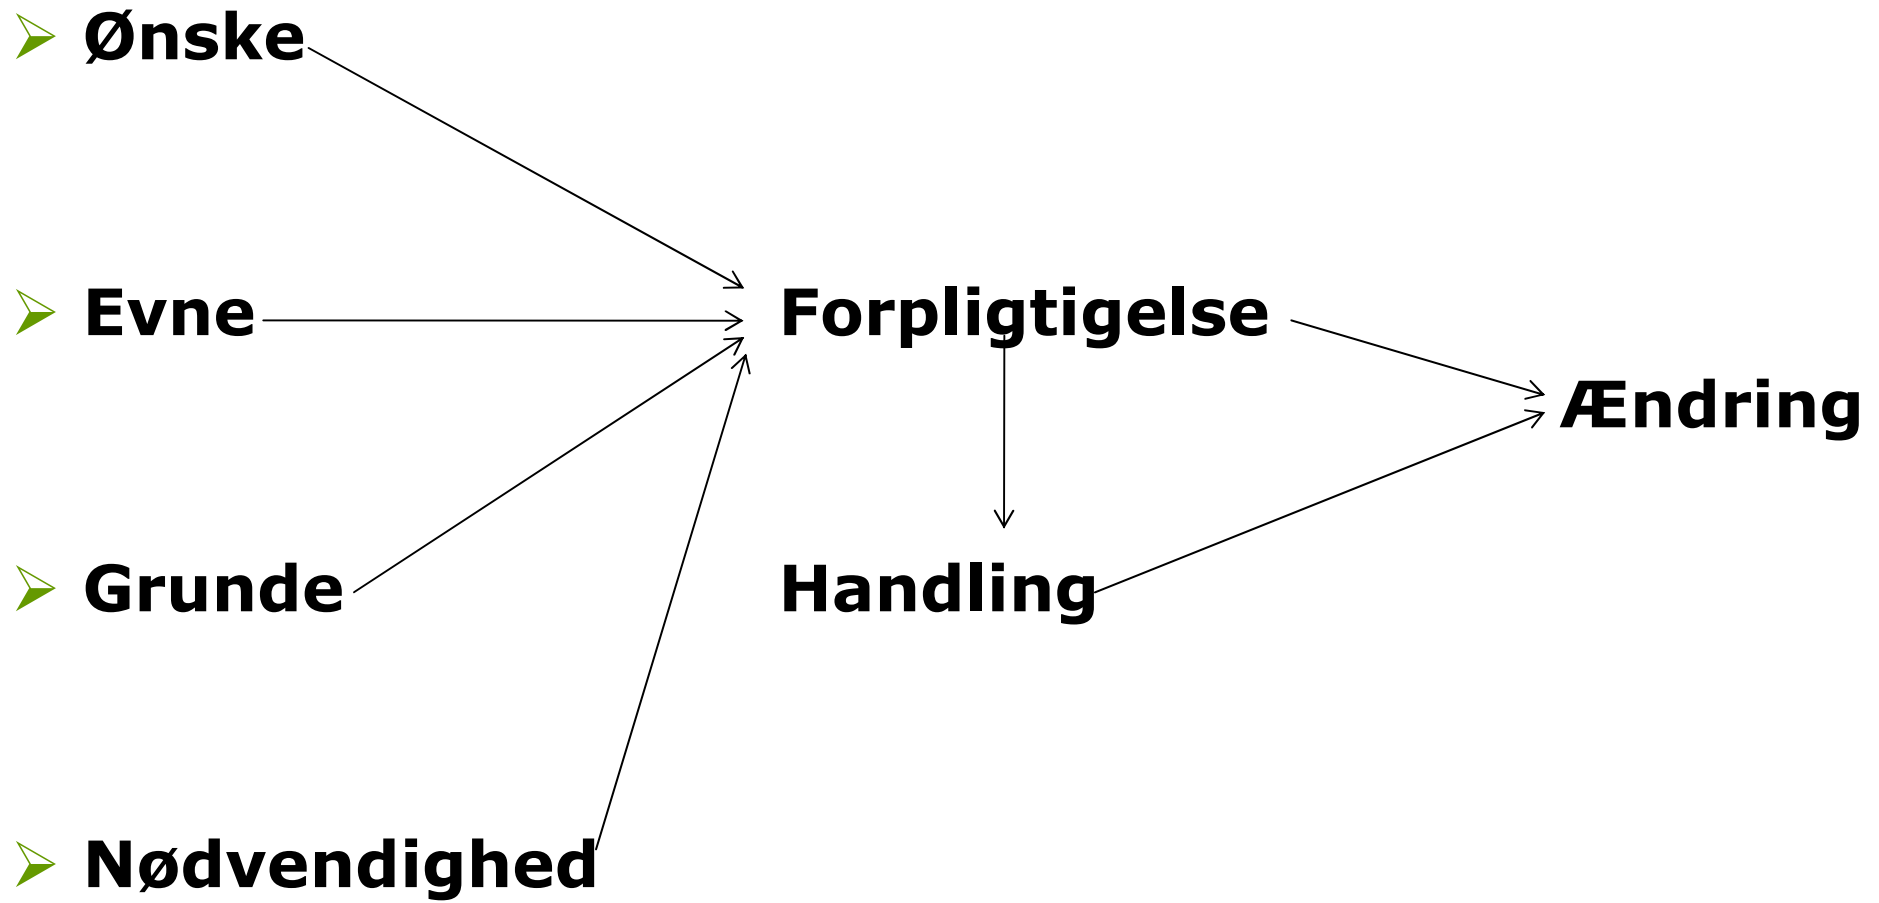 Ønske
Evne
Forpligtigelse
Ændring
Grunde
Handling
Nødvendighed